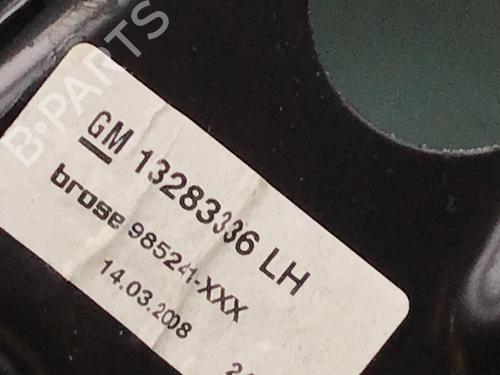 B-PARTS
GM 13283336 LH
brose 985241-XXX
14.03.2008